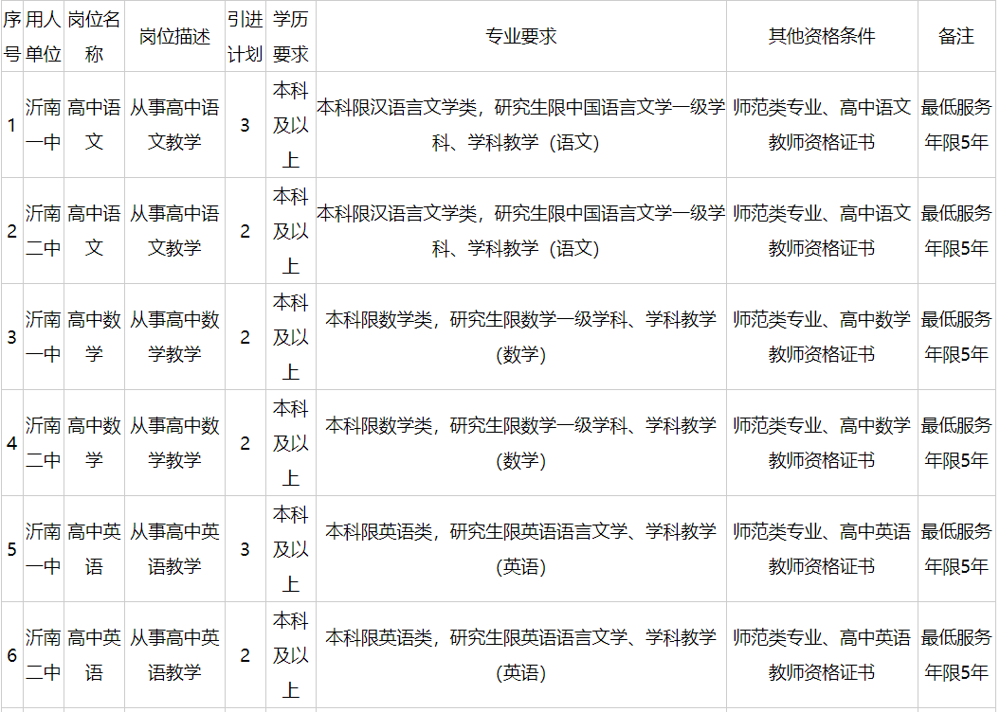 序号 用人单位 岗位名称 岗位描述 引进计划 学历要求 专业要求 其他资格条件 备注
1 沂南一中 高中语文 从事高中语文教学 3 本科及以上 本科限汉语言文学类，研究生限中国语言文学一级学科、学科教学（语文） 师范类专业、高中语文教师资格证书 最低服务年限5年
2 沂南二中 高中语文 从事高中语文教学 2 本科及以上 本科限汉语言文学类，研究生限中国语言文学一级学科、学科教学（语文） 师范类专业、高中语文教师资格证书 最低服务年限5年
3 沂南一中 高中数学 从事高中数学教学 2 本科及以上 本科限数学类，研究生限数学一级学科、学科教学（数学） 师范类专业、高中数学教师资格证书 最低服务年限5年
4 沂南二中 高中数学 从事高中数学教学 2 本科及以上 本科限数学类，研究生限数学一级学科、学科教学（数学） 师范类专业、高中数学教师资格证书 最低服务年限5年
5 沂南一中 高中英语 从事高中英语教学 3 本科及以上 本科限英语类，研究生限英语语言文学、学科教学（英语） 师范类专业、高中英语教师资格证书 最低服务年限5年
6 沂南二中 高中英语 从事高中英语教学 2 本科及以上 本科限英语类，研究生限英语语言文学、学科教学（英语） 师范类专业、高中英语教师资格证书 最低服务年限5年